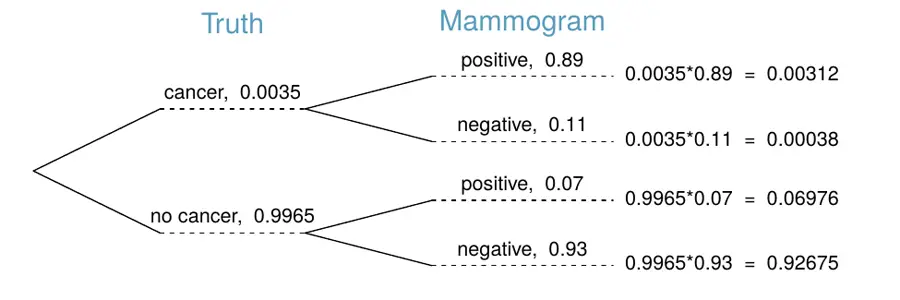 Truth
Mammogram
positive, 0.89
0.0035*0.89 = 0.00312
cancer, 0.0035
negative, 0.11
0.0035*0.11 = 0.00038
positive, 0.07
0.9965*0.07 = 0.06976
no cancer, 0.9965
negative, 0.93
0.9965*0.93 = 0.92675